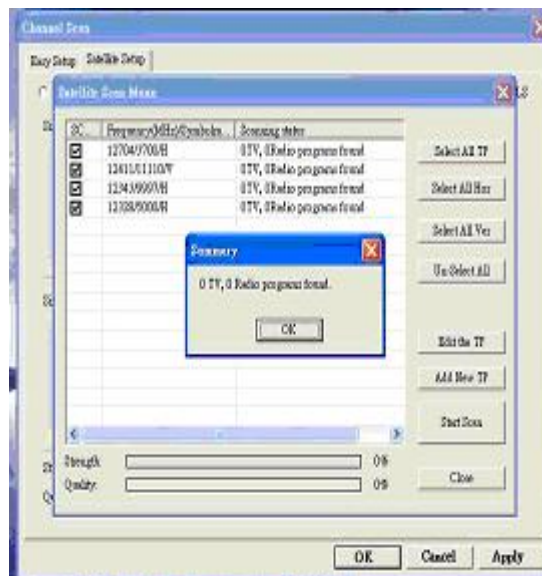 Channel Scan
Easy Setup
Satellite Setup
Satellite Scan Menu
SC...
Frequency(MHz)/Symbolra...
Scanning states
12704/9700/H
0 TV, 0 Radio programs found
0 TV, 0 Radio programs found
0 TV, 0 Radio programs found
0 TV, 0 Radio programs found
Select All TP
Select All Hor
Select All Ver
Un-Select All
Edit the TP
Add New TP
Start Scan
Close
Summary
0 TV, 0 Radio programs found.
OK
Strength:
0%
Quality:
0%
OK
Cancel
Apply